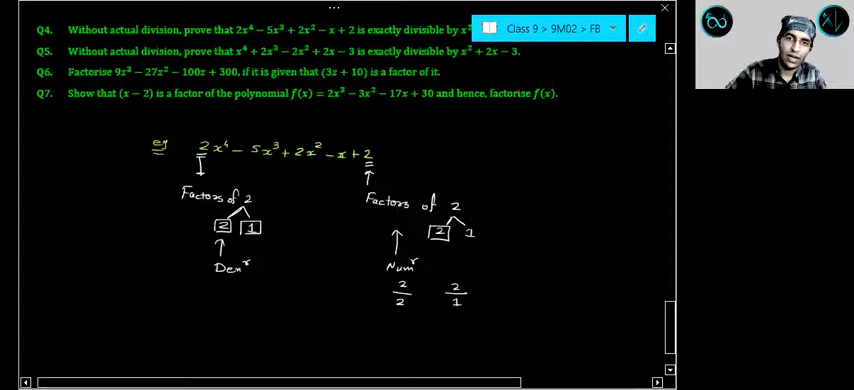 Q4. Without actual division, prove that 2x⁴ − 5x³ + 2x² − x + 2 is exactly divisible by x²
Class 9 > 9M02 > FB
Q5. Without actual division, prove that x⁴ + 2x³ − 2x² + 2x − 3 is exactly divisible by x² + 2x − 3.
Q6. Factorise 9z³ − 27z² − 100z + 300, if it is given that (3z + 10) is a factor of it.
Q7. Show that (x − 2) is a factor of the polynomial f(x) = 2x³ − 3x² − 17x + 30 and hence, factorise f(x).
eg 2x⁴ − 5x³ + 2x² − x + 2
Factors of 2
2 1
Denʳ
Factors of 2
2 1
Numʳ
2/2 2/1